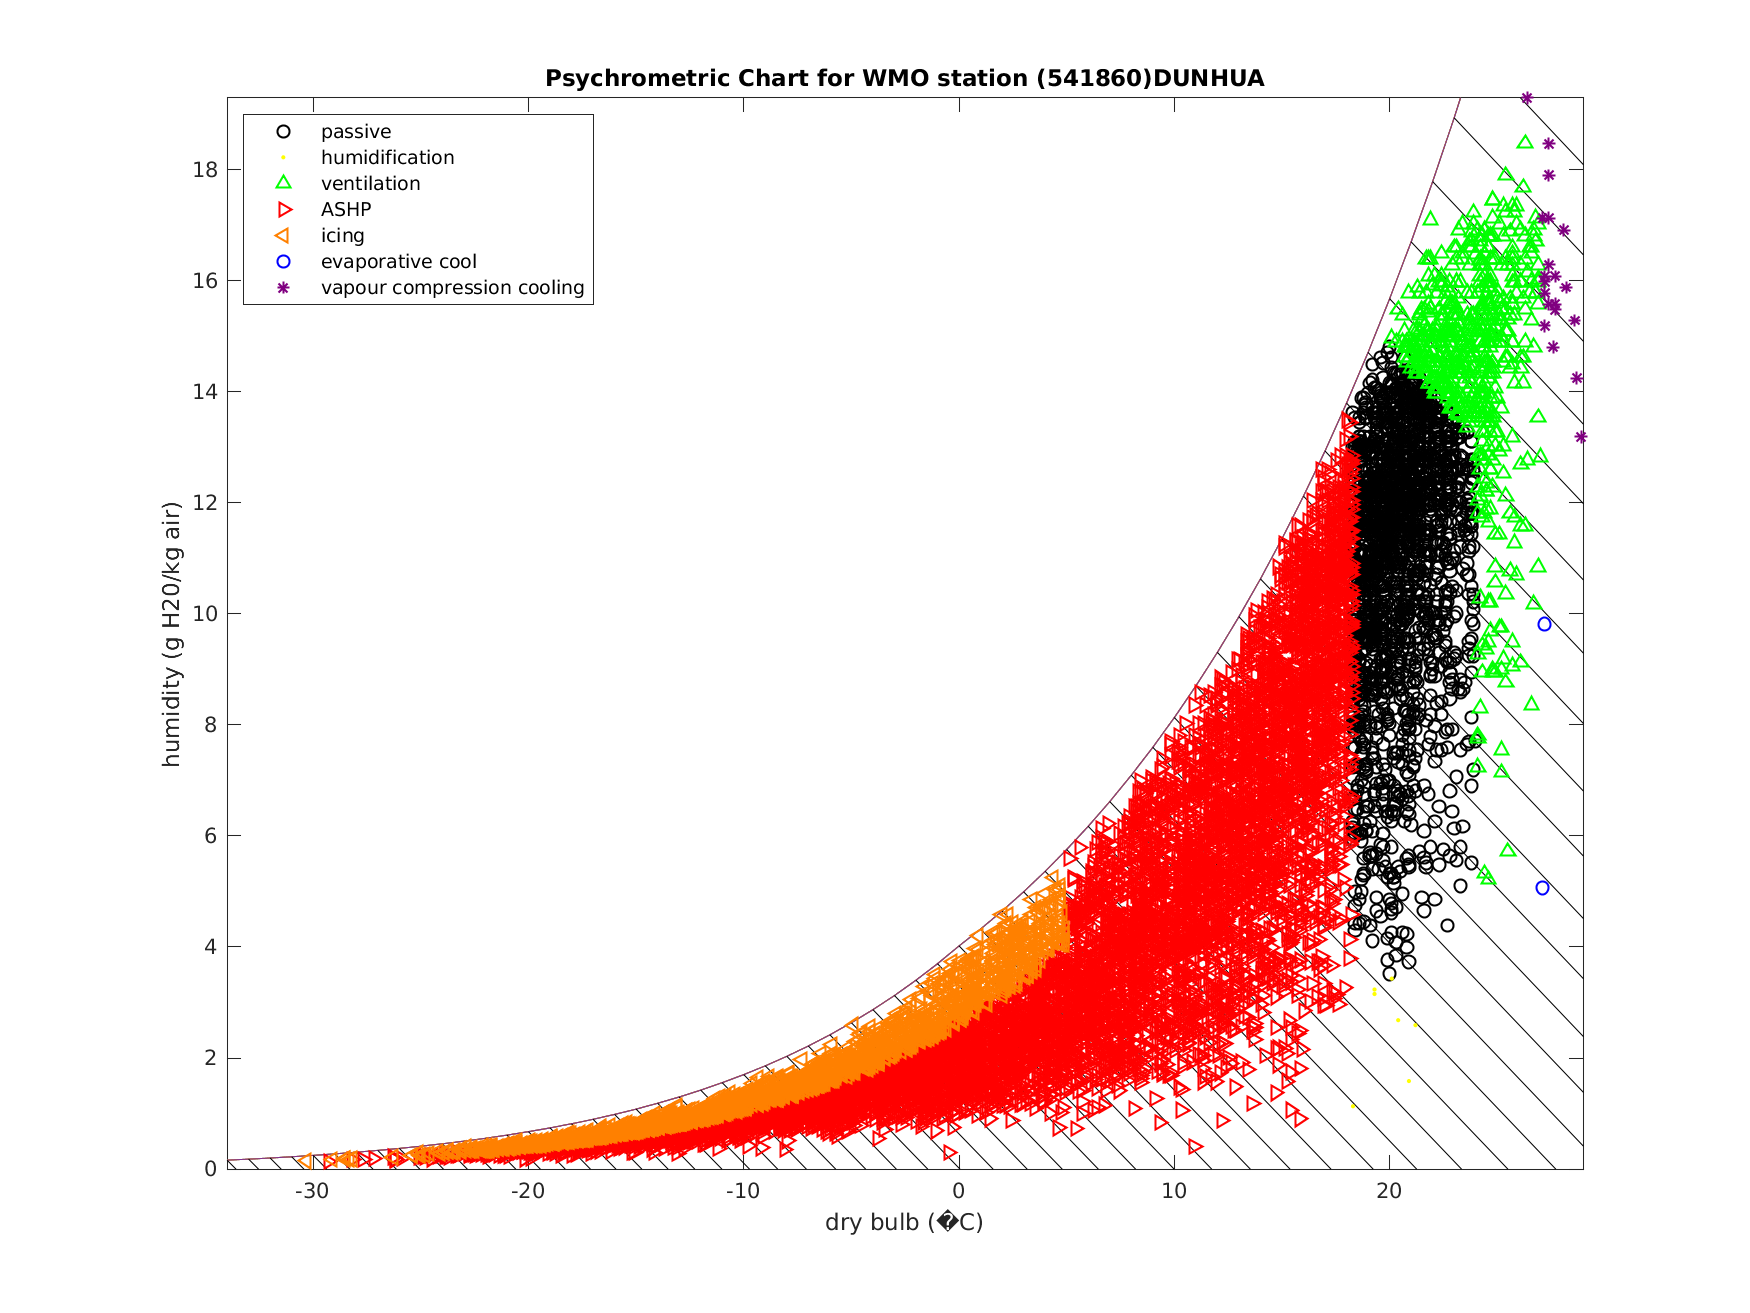 Psychrometric Chart for WMO station (541860)DUNHUA
passive
humidification
ventilation
ASHP
icing
evaporative cool
vapour compression cooling
humidity (g H20/kg air)
18
16
14
12
10
8
6
4
2
0
-30 -20 -10 0 10 20
dry bulb (�C)